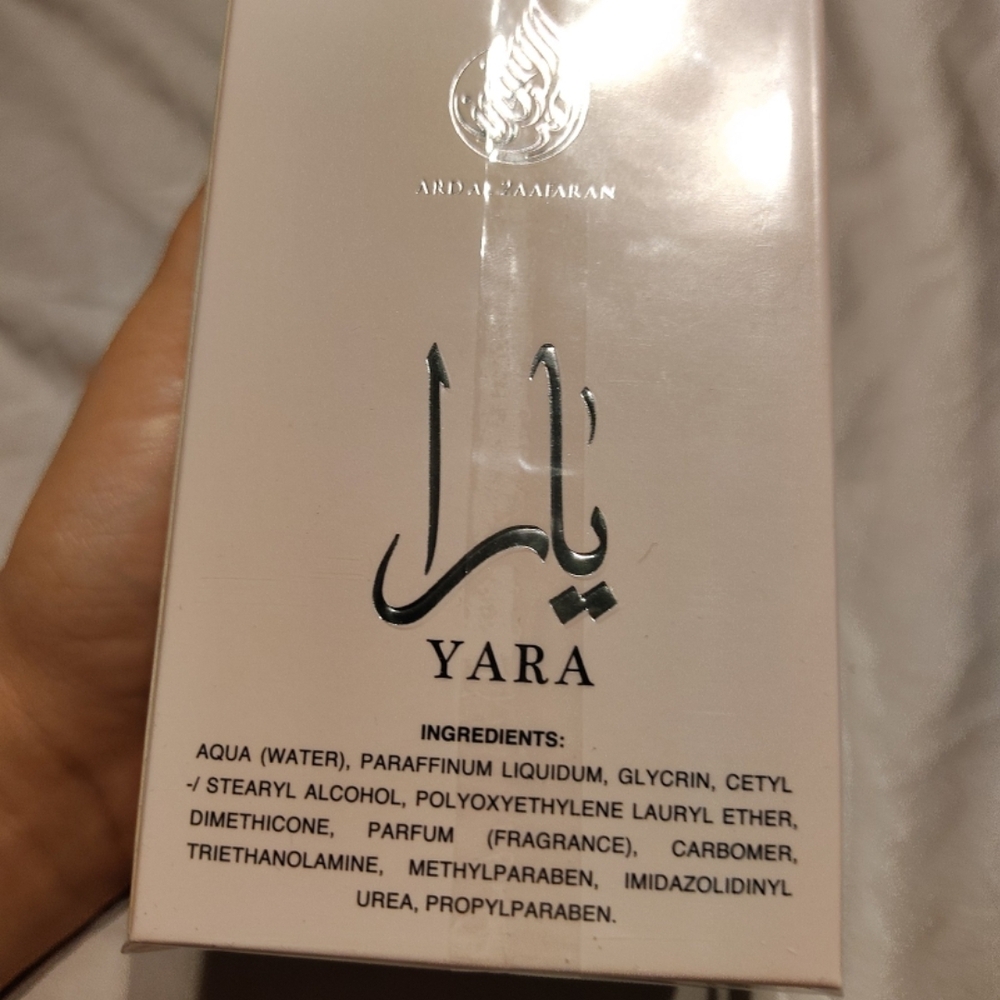 ARD AL ZAAFARAN
يارا
YARA
INGREDIENTS:
AQUA (WATER), PARAFFINUM LIQUIDUM, GLYCRIN, CETYL
-/ STEARYL ALCOHOL, POLYOXYETHYLENE LAURYL ETHER,
DIMETHICONE, PARFUM (FRAGRANCE), CARBOMER,
TRIETHANOLAMINE, METHYLPARABEN, IMIDAZOLIDINYL
UREA, PROPYLPARABEN.